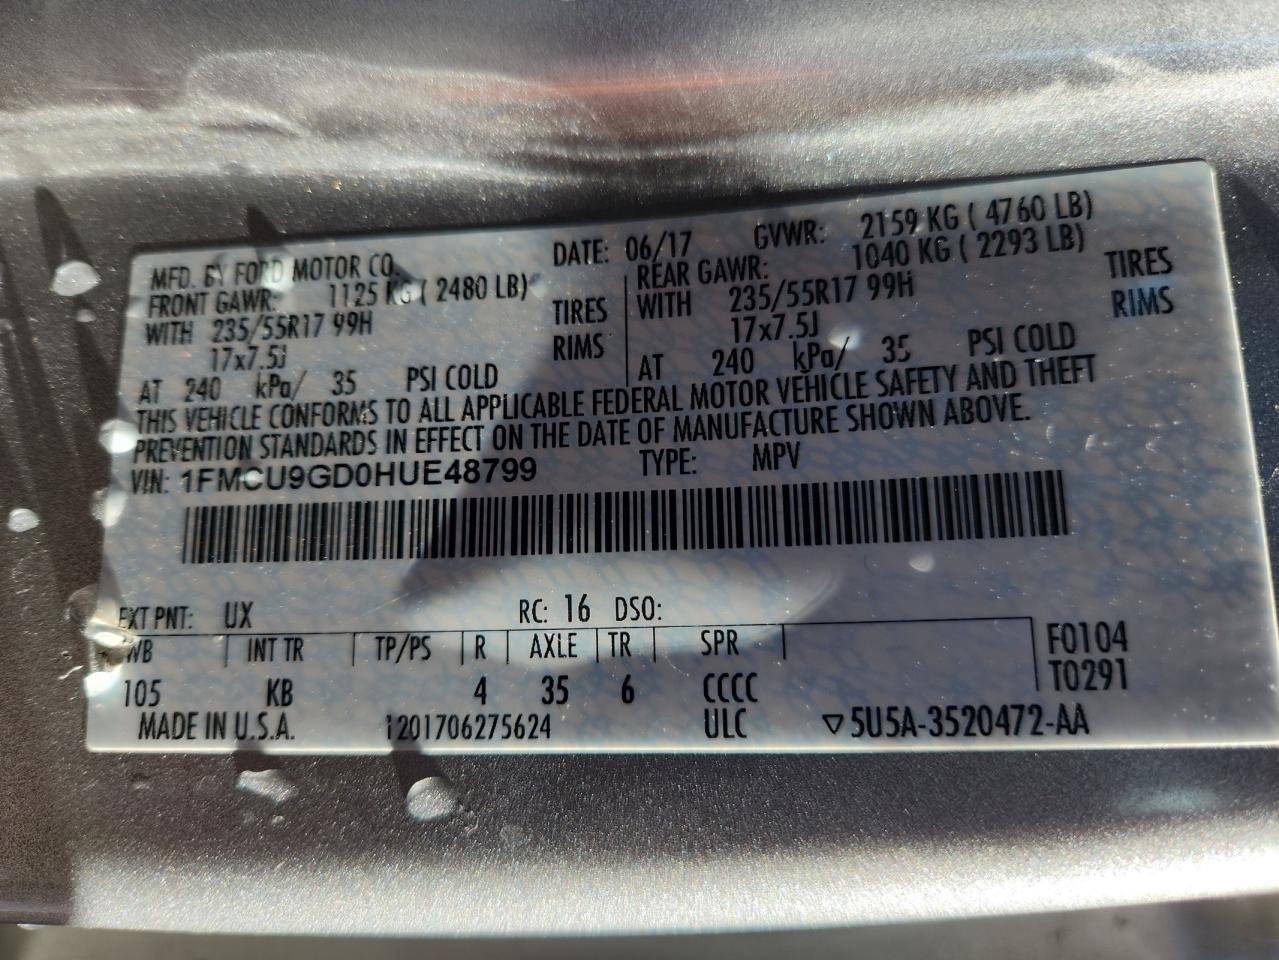 MFD. BY FORD MOTOR CO. DATE: 06/17 GVWR: 2159 KG ( 4760 LB)
FRONT GAWR: 1125 KG ( 2480 LB) REAR GAWR: 1040 KG ( 2293 LB)
WITH 235/55R17 99H TIRES WITH 235/55R17 99H TIRES
17x7.5J RIMS 17x7.5J RIMS
AT 240 kPa/ 35 PSI COLD AT 240 kPa/ 35 PSI COLD
THIS VEHICLE CONFORMS TO ALL APPLICABLE FEDERAL MOTOR VEHICLE SAFETY AND THEFT
PREVENTION STANDARDS IN EFFECT ON THE DATE OF MANUFACTURE SHOWN ABOVE.
VIN: 1FMCU9GD0HUE48799 TYPE: MPV
EXT PNT: UX RC: 16 DSO:
WB INT TR TP/PS R AXLE TR SPR F0104
105 KB 4 35 6 CCCC T0291
MADE IN U.S.A. 1201706275624 ULC ▽5U5A-3520472-AA